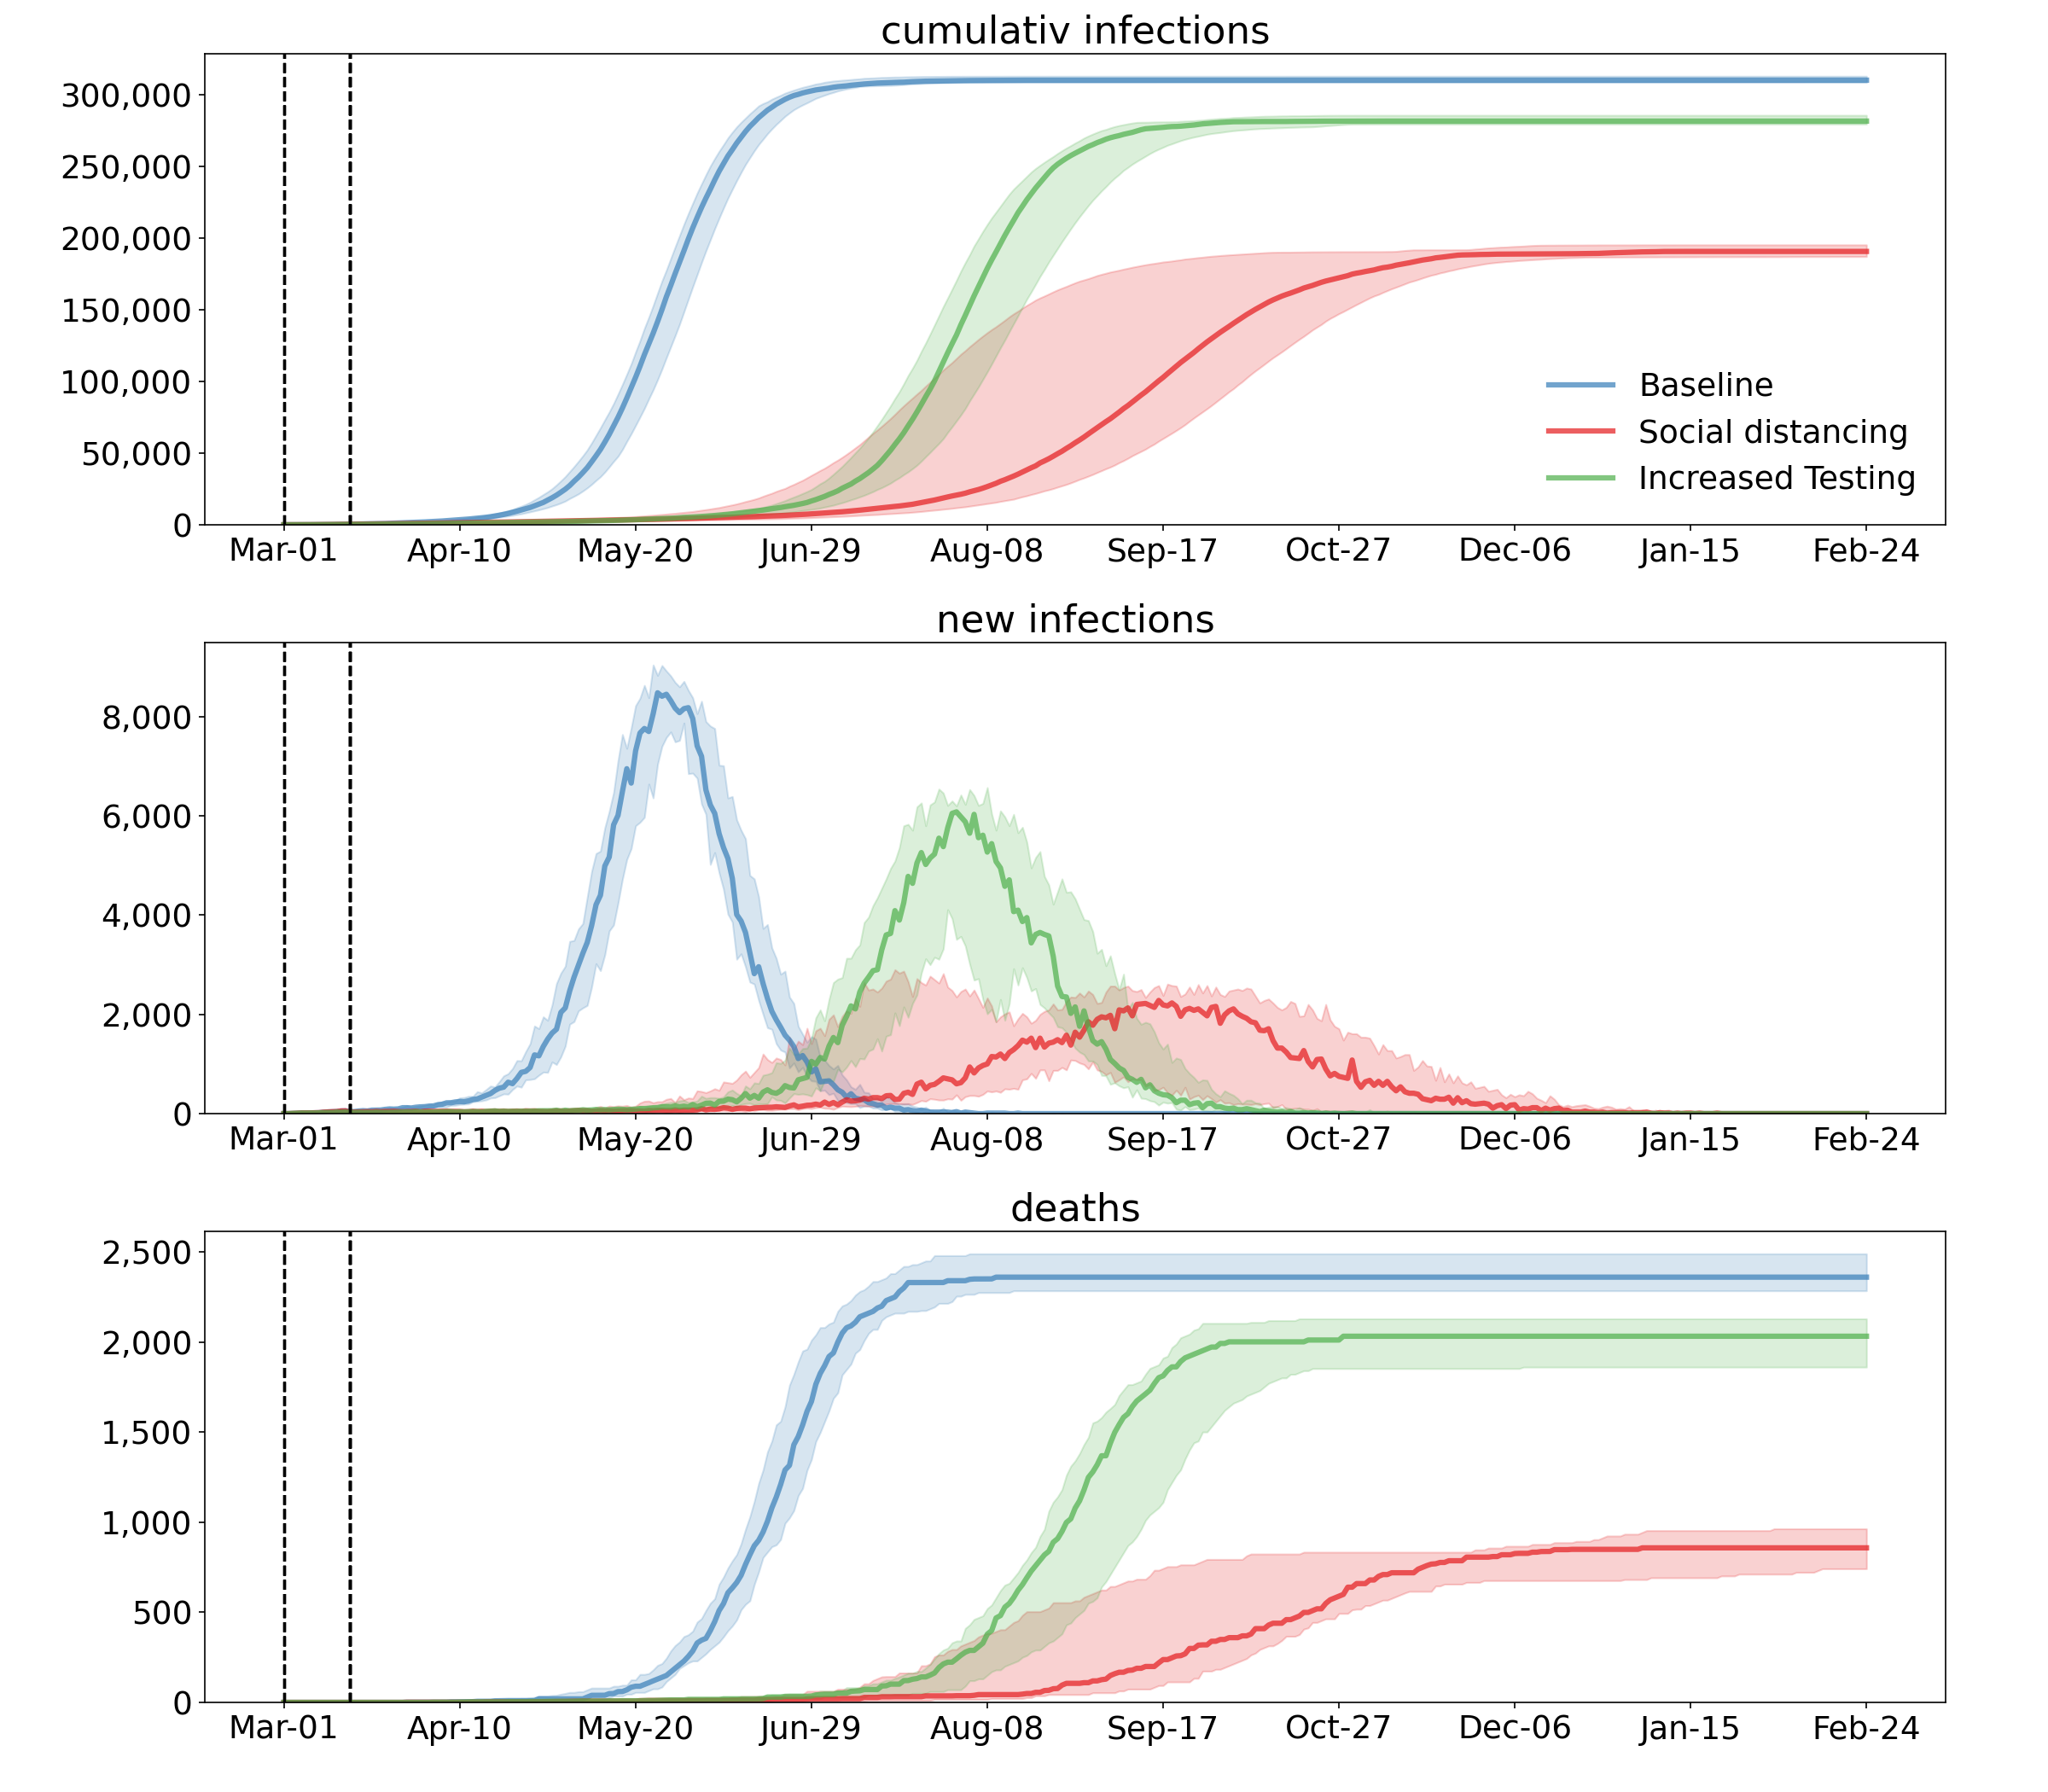 cumulativ infections
300,000
250,000
200,000
150,000
100,000
50,000
0
Baseline
Social distancing
Increased Testing
Mar-01 Apr-10 May-20 Jun-29 Aug-08 Sep-17 Oct-27 Dec-06 Jan-15 Feb-24
new infections
8,000
6,000
4,000
2,000
0
Mar-01 Apr-10 May-20 Jun-29 Aug-08 Sep-17 Oct-27 Dec-06 Jan-15 Feb-24
deaths
2,500
2,000
1,500
1,000
500
0
Mar-01 Apr-10 May-20 Jun-29 Aug-08 Sep-17 Oct-27 Dec-06 Jan-15 Feb-24